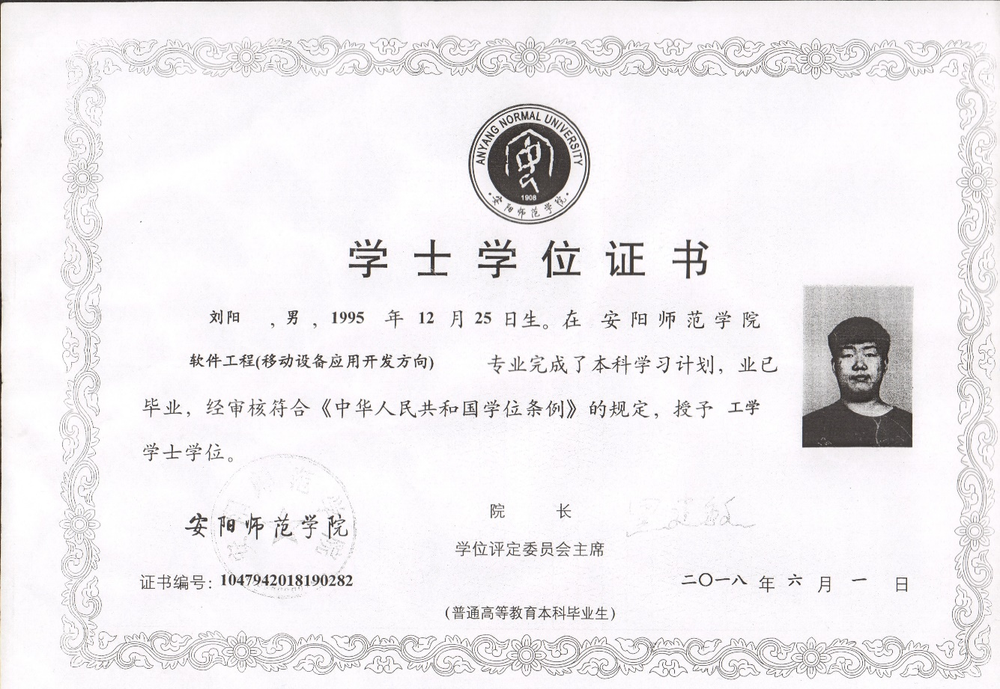 ANYANG NORMAL UNIVERSITY
1908
安阳师范学院
学士学位证书
刘阳 ，男，1995 年 12 月 25 日生。在 安阳师范学院
软件工程(移动设备应用开发方向) 专业完成了本科学习计划，业已
毕业，经审核符合《中华人民共和国学位条例》的规定，授予 工学
学士学位。
安阳师范学院
院 长
学位评定委员会主席
证书编号：1047942018190282
二〇一八 年 六 月 一 日
(普通高等教育本科毕业生)